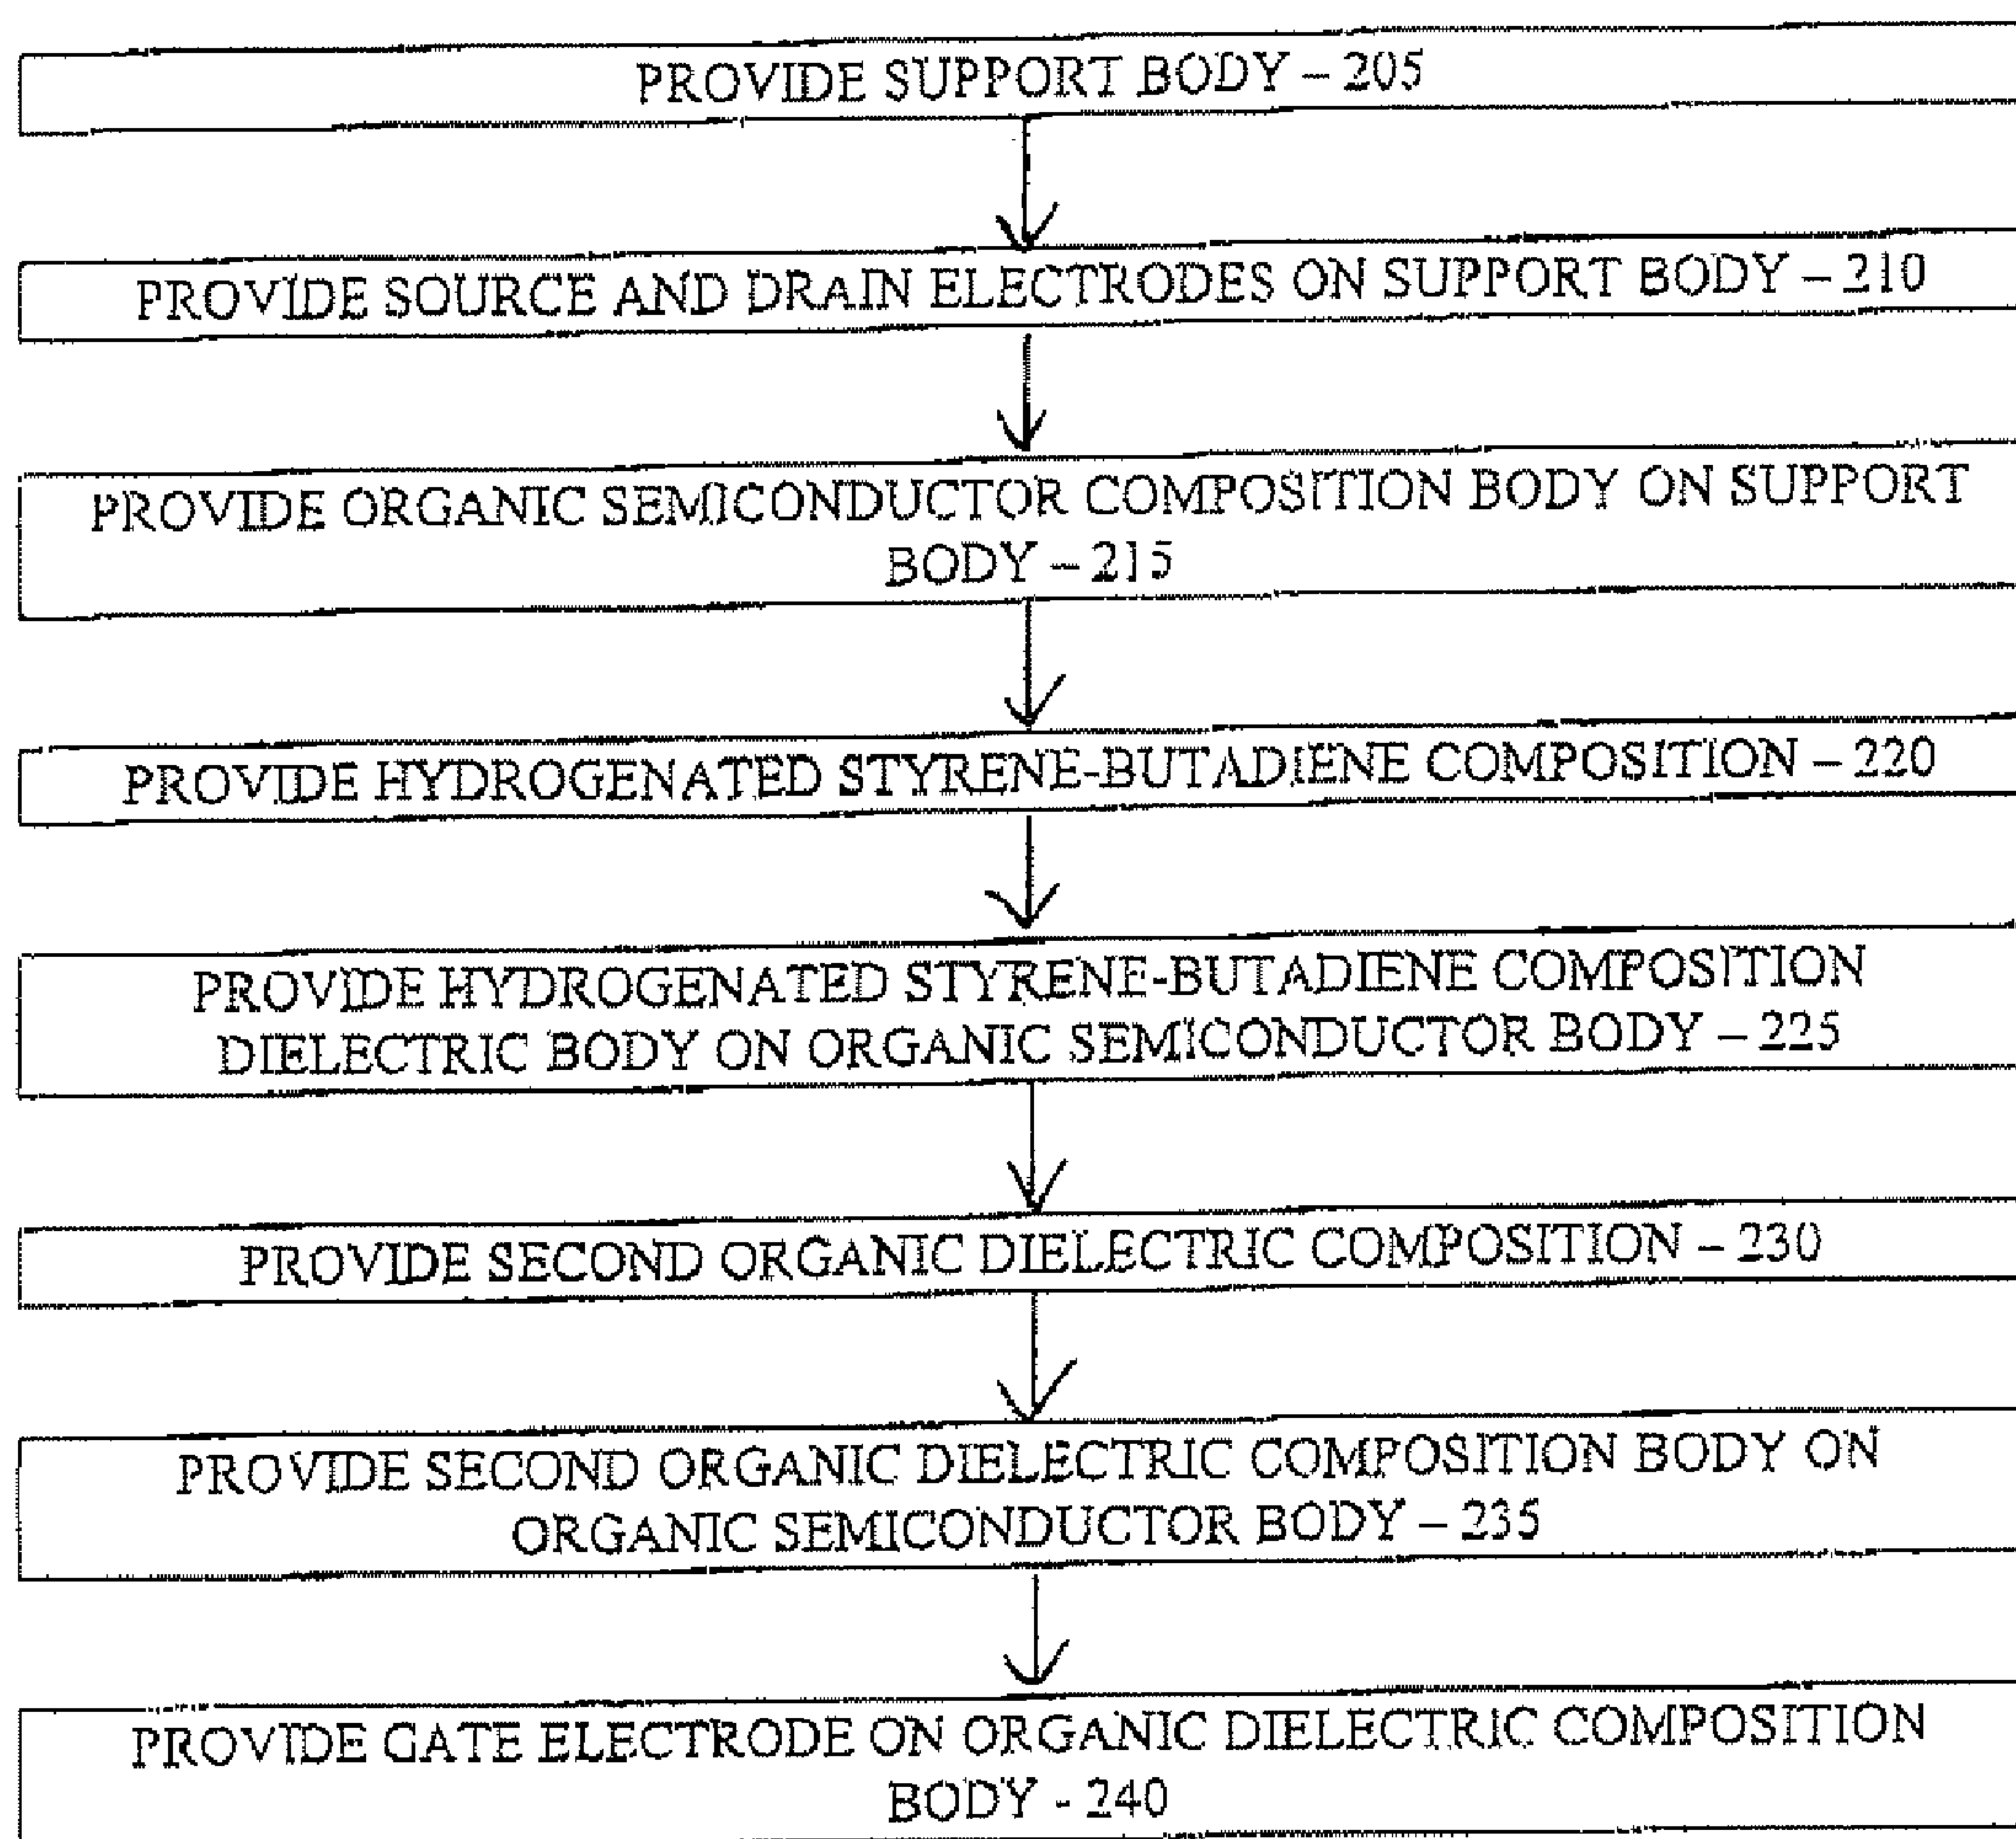 PROVIDE SUPPORT BODY – 205
PROVIDE SOURCE AND DRAIN ELECTRODES ON SUPPORT BODY – 210
PROVIDE ORGANIC SEMICONDUCTOR COMPOSITION BODY ON SUPPORT
BODY – 215
PROVIDE HYDROGENATED STYRENE-BUTADIENE COMPOSITION – 220
PROVIDE HYDROGENATED STYRENE-BUTADIENE COMPOSITION
DIELECTRIC BODY ON ORGANIC SEMICONDUCTOR BODY – 225
PROVIDE SECOND ORGANIC DIELECTRIC COMPOSITION – 230
PROVIDE SECOND ORGANIC DIELECTRIC COMPOSITION BODY ON
ORGANIC SEMICONDUCTOR BODY – 235
PROVIDE GATE ELECTRODE ON ORGANIC DIELECTRIC COMPOSITION
BODY - 240